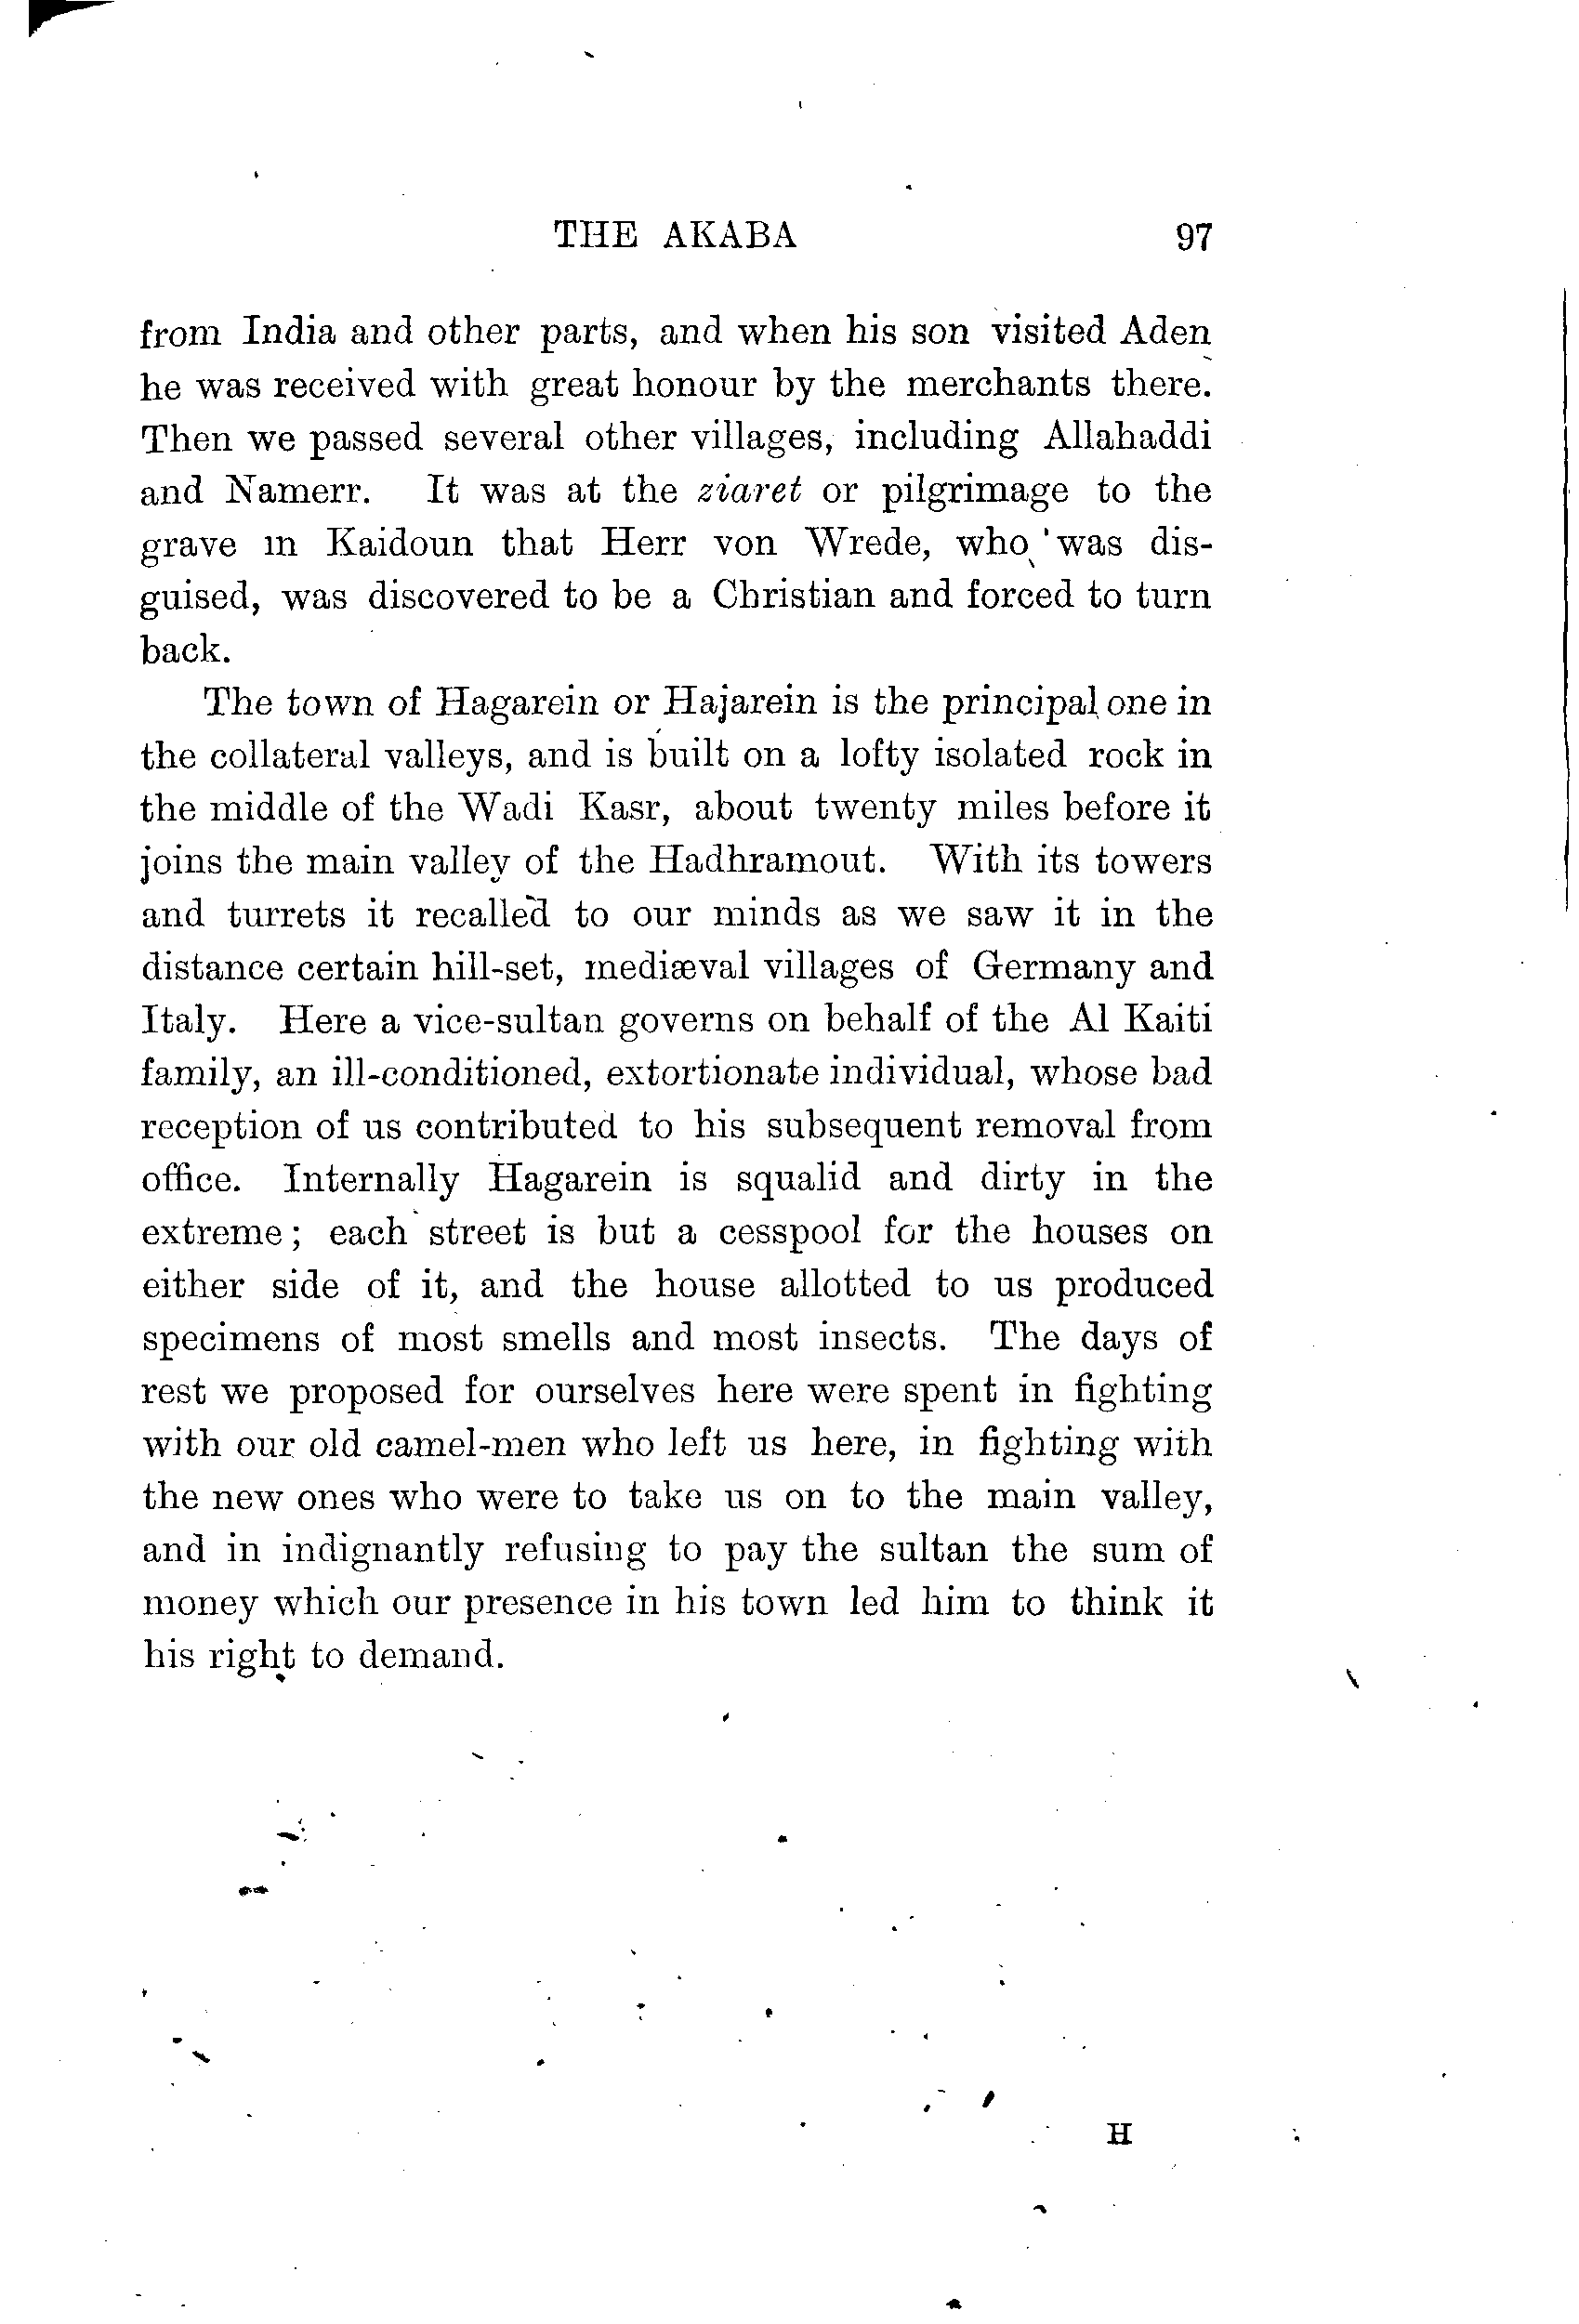 THE AKABA 97
from India and other parts, and when his son visited Aden
he was received with great honour by the merchants there.
Then we passed several other villages, including Allahaddi
and Namerr. It was at the ziaret or pilgrimage to the
grave in Kaidoun that Herr von Wrede, who was dis-
guised, was discovered to be a Christian and forced to turn
back.
The town of Hagarein or Hajarein is the principal one in
the collateral valleys, and is built on a lofty isolated rock in
the middle of the Wadi Kasr, about twenty miles before it
joins the main valley of the Hadhramout. With its towers
and turrets it recalled to our minds as we saw it in the
distance certain hill-set, mediæval villages of Germany and
Italy. Here a vice-sultan governs on behalf of the Al Kaiti
family, an ill-conditioned, extortionate individual, whose bad
reception of us contributed to his subsequent removal from
office. Internally Hagarein is squalid and dirty in the
extreme; each street is but a cesspool for the houses on
either side of it, and the house allotted to us produced
specimens of most smells and most insects. The days of
rest we proposed for ourselves here were spent in fighting
with our old camel-men who left us here, in fighting with
the new ones who were to take us on to the main valley,
and in indignantly refusing to pay the sultan the sum of
money which our presence in his town led him to think it
his right to demand.
H